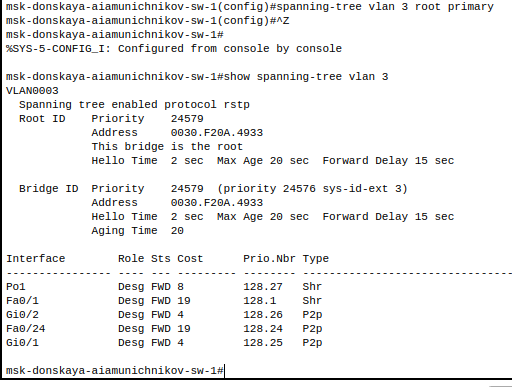 msk-donskaya-aiamunichnikov-sw-1(config)#spanning-tree vlan 3 root primary
msk-donskaya-aiamunichnikov-sw-1(config)#^Z
msk-donskaya-aiamunichnikov-sw-1#
%SYS-5-CONFIG_I: Configured from console by console

msk-donskaya-aiamunichnikov-sw-1#show spanning-tree vlan 3
VLAN0003
  Spanning tree enabled protocol rstp
  Root ID    Priority    24579
             Address     0030.F20A.4933
             This bridge is the root
             Hello Time  2 sec  Max Age 20 sec  Forward Delay 15 sec

  Bridge ID  Priority    24579  (priority 24576 sys-id-ext 3)
             Address     0030.F20A.4933
             Hello Time  2 sec  Max Age 20 sec  Forward Delay 15 sec
             Aging Time  20

Interface        Role Sts Cost      Prio.Nbr Type
---------------- ---- --- --------- -------- --------------------------------
Po1              Desg FWD 8         128.27   Shr
Fa0/1            Desg FWD 19        128.1    Shr
Gi0/2            Desg FWD 4         128.26   P2p
Fa0/24           Desg FWD 19        128.24   P2p
Gi0/1            Desg FWD 4         128.25   P2p

msk-donskaya-aiamunichnikov-sw-1#